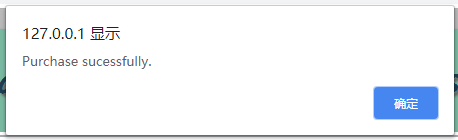 127.0.0.1 显示
Purchase sucessfully.
确定